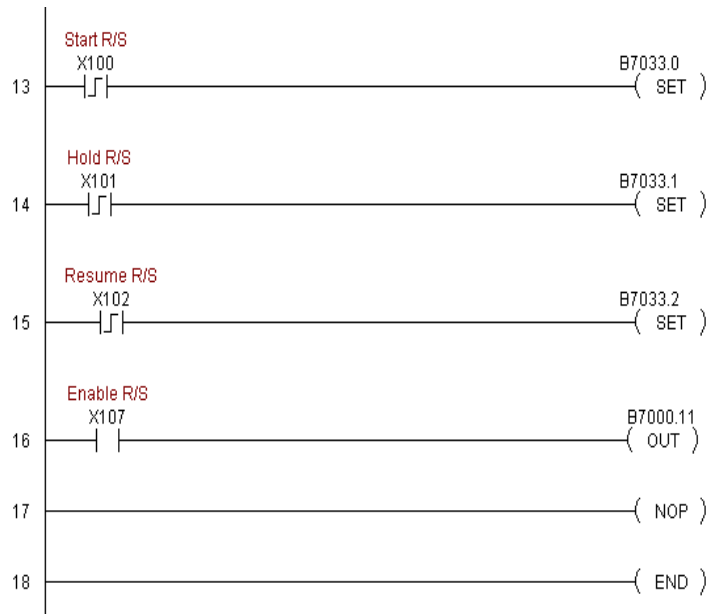 Start R/S
X100
B7033.0
13
( SET )
Hold R/S
X101
B7033.1
14
( SET )
Resume R/S
X102
B7033.2
15
( SET )
Enable R/S
X107
B7000.11
16
( OUT )
17
( NOP )
18
( END )